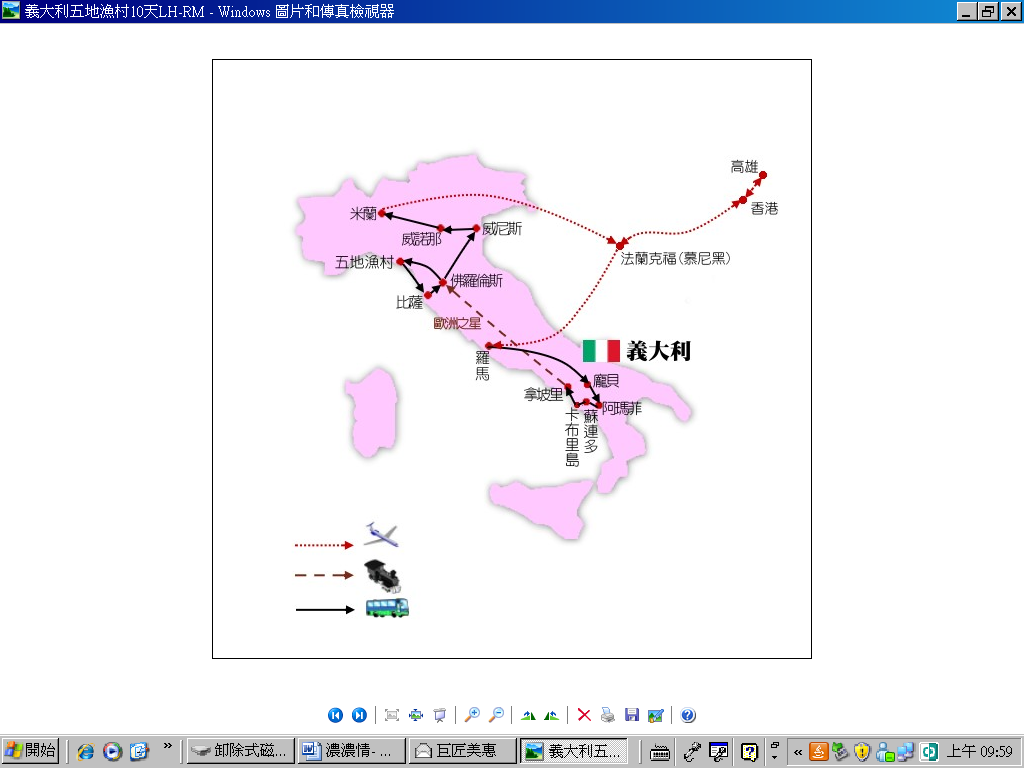 義大利五地漁村10天LH-RM - Windows 圖片和傳真檢視器
高雄
香港
米蘭
威諾那
威尼斯
法蘭克福(慕尼黑)
五地漁村
佛羅倫斯
比薩
歐洲之星
羅馬
義大利
龐貝
拿坡里
阿瑪菲
卡布里島
蘇連多
開始
»
卸除式磁...
濃濃情- ...
巨匠美惠
義大利五...
«
上午 09:59